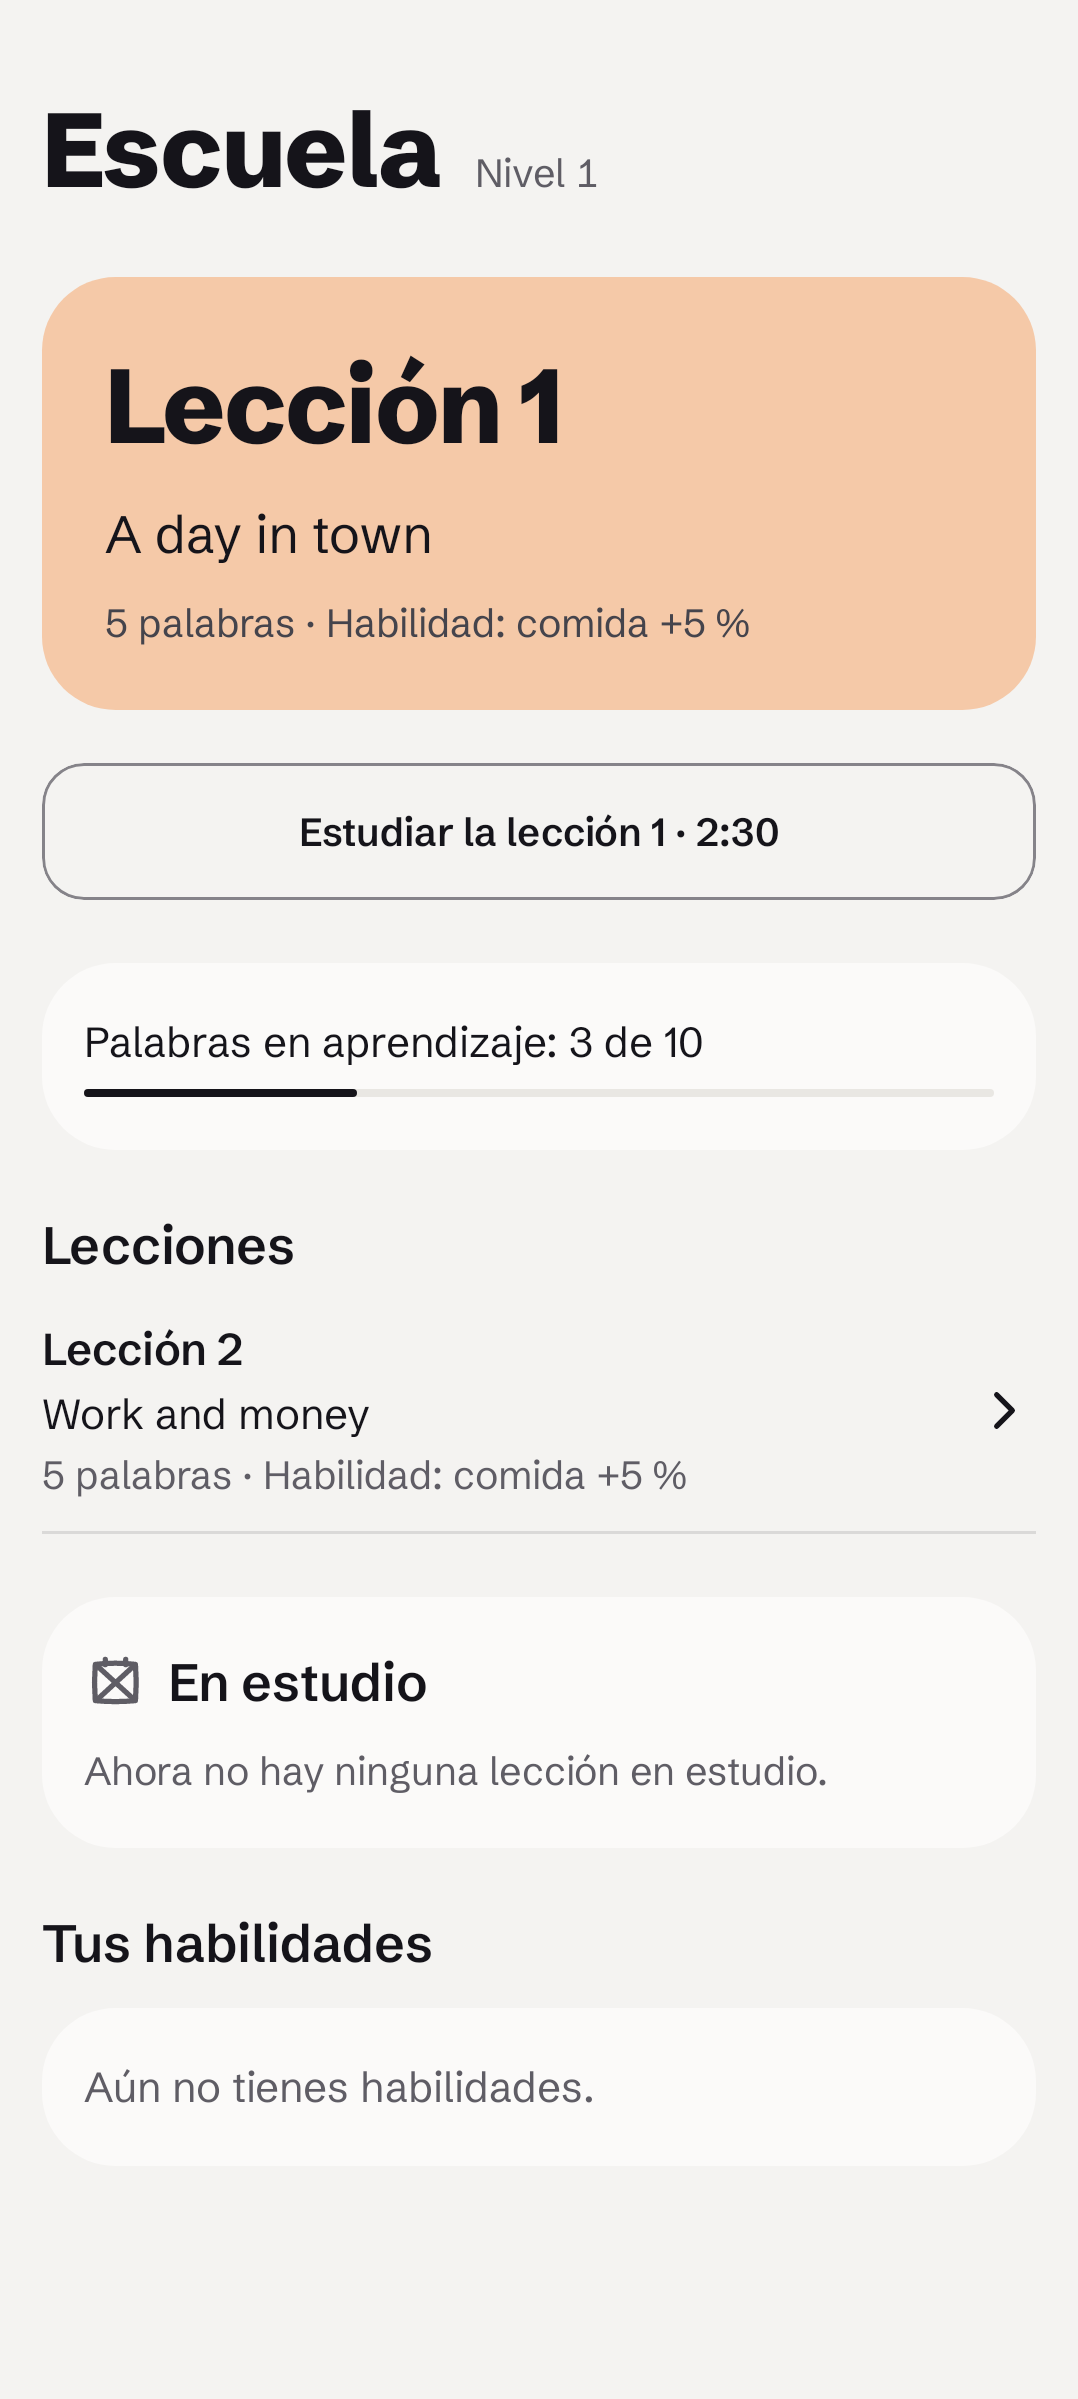 Escuela
Nivel 1
Lección 1
A day in town
5 palabras · Habilidad: comida +5 %
Estudiar la lección 1 · 2:30
Palabras en aprendizaje: 3 de 10
Lecciones
Lección 2
Work and money
5 palabras · Habilidad: comida +5 %
En estudio
Ahora no hay ninguna lección en estudio.
Tus habilidades
Aún no tienes habilidades.